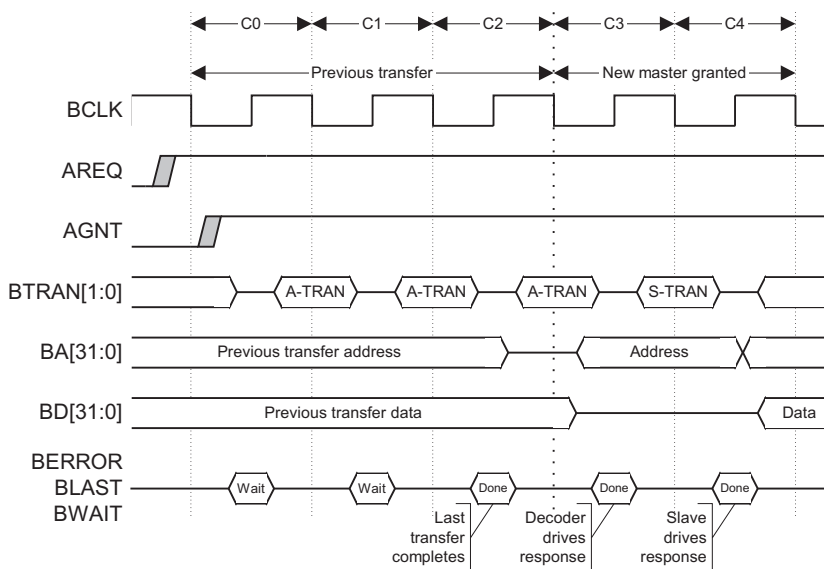 C0 C1 C2 C3 C4
Previous transfer New master granted
BCLK
AREQ
AGNT
BTRAN[1:0] A-TRAN A-TRAN A-TRAN S-TRAN
BA[31:0] Previous transfer address Address
BD[31:0] Previous transfer data Data
BERROR
BLAST
BWAIT
Wait Wait Done Done Done
Last
transfer
completes
Decoder
drives
response
Slave
drives
response